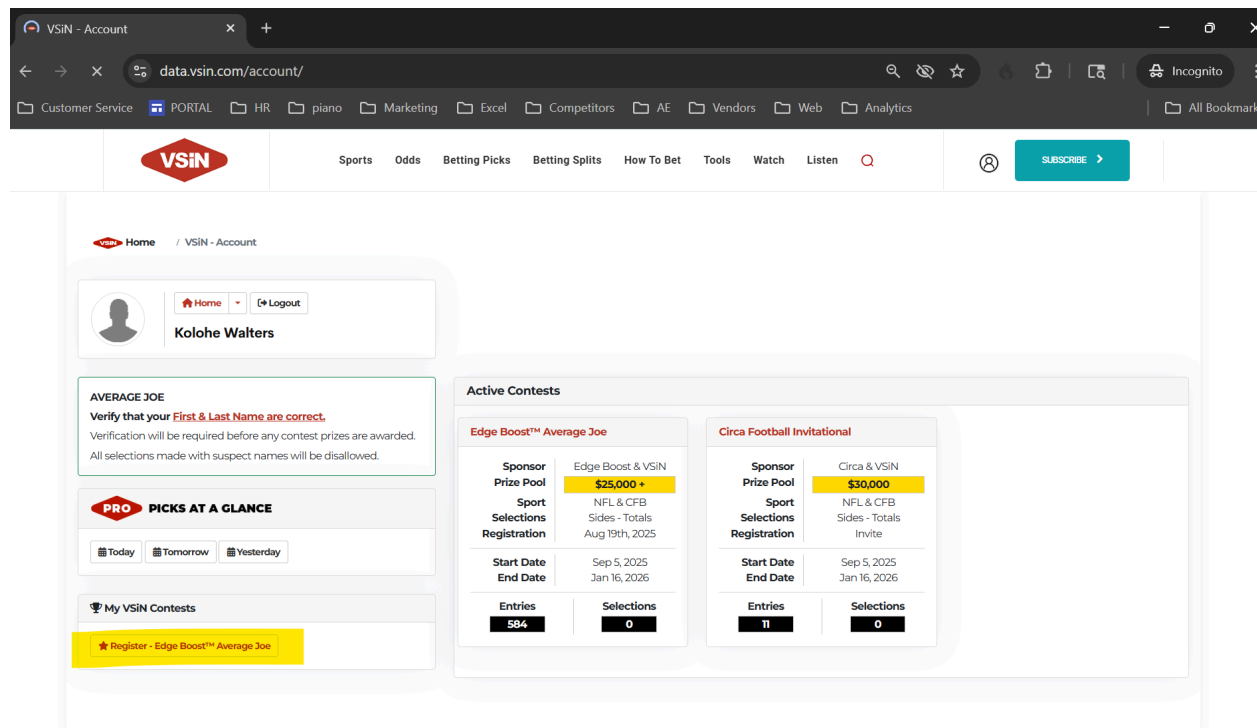 VSiN - Account
data.vsin.com/account/
Incognito
Customer Service PORTAL HR piano Marketing Excel Competitors AE Vendors Web Analytics All Bookmark
VSiN Sports Odds Betting Picks Betting Splits How To Bet Tools Watch Listen SUBSCRIBE
VSiN Home / VSiN - Account
Home Logout
Kolohe Walters
AVERAGE JOE
Verify that your First & Last Name are correct.
Verification will be required before any contest prizes are awarded.
All selections made with suspect names will be disallowed.
PRO PICKS AT A GLANCE
Today Tomorrow Yesterday
My VSiN Contests
Register - Edge Boost™ Average Joe
Active Contests
Edge Boost™ Average Joe
Sponsor Edge Boost & VSiN
Prize Pool $25,000 +
Sport NFL & CFB
Selections Sides - Totals
Registration Aug 19th, 2025
Start Date Sep 5, 2025
End Date Jan 16, 2026
Entries Selections
584 0
Circa Football Invitational
Sponsor Circa & VSiN
Prize Pool $30,000
Sport NFL & CFB
Selections Sides - Totals
Registration Invite
Start Date Sep 5, 2025
End Date Jan 16, 2026
Entries Selections
11 0